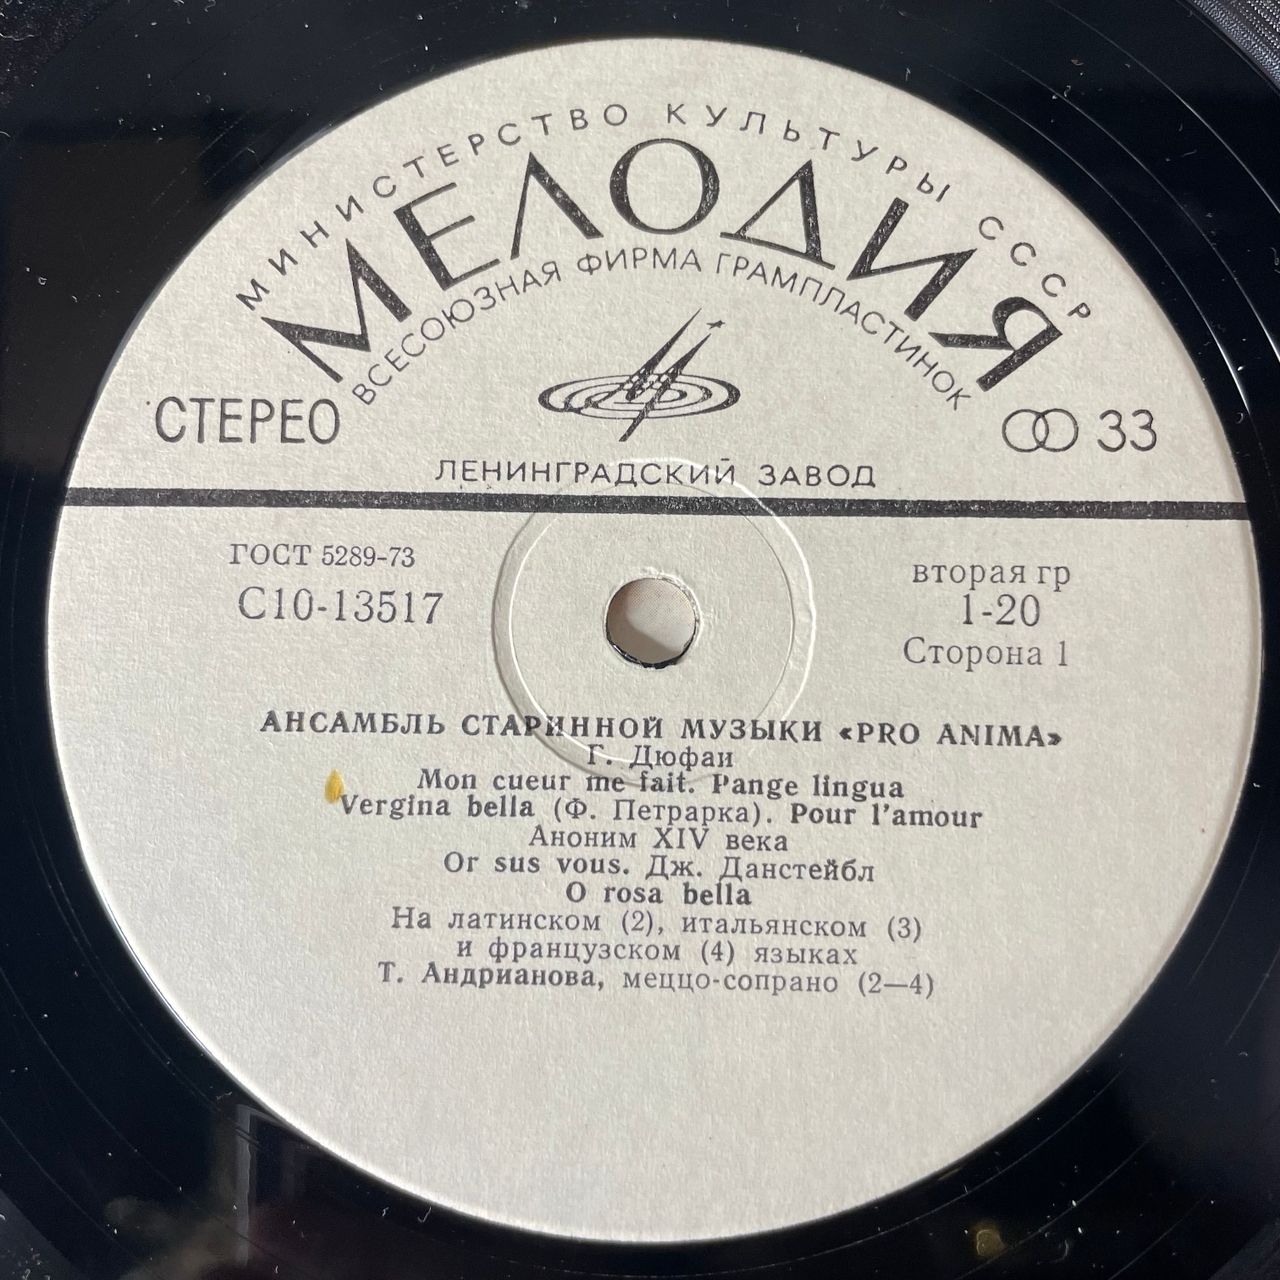 МИНИСТЕРСТВО КУЛЬТУРЫ СССР
МЕЛОДИЯ
ВСЕСОЮЗНАЯ ФИРМА ГРАМПЛАСТИНОК
СТЕРЕО
33
ЛЕНИНГРАДСКИЙ ЗАВОД
ГОСТ 5289-73
С10-13517
вторая гр
1-20
Сторона 1
АНСАМБЛЬ СТАРИННОЙ МУЗЫКИ «PRO ANIMA»
Г. Дюфаи
Mon cueur me fait. Pange lingua
Vergina bella (Ф. Петрарка). Pour l'amour
Аноним XIV века
Or sus vous. Дж. Данстейбл
O rosa bella
На латинском (2), итальянском (3)
и французском (4) языках
Т. Андрианова, меццо-сопрано (2—4)